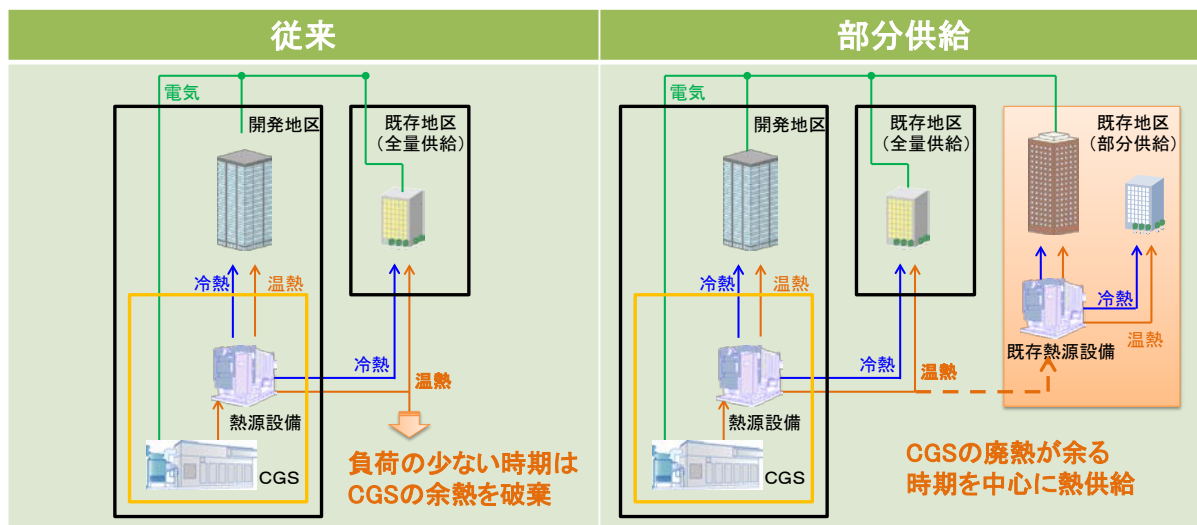 従来
電気
開発地区
既存地区
(全量供給)
冷熱
温熱
冷熱
温熱
熱源設備
CGS
負荷の少ない時期は
CGSの余熱を破棄
部分供給
電気
開発地区
既存地区
(全量供給)
既存地区
(部分供給)
冷熱
温熱
冷熱
温熱
既存熱源設備
冷熱
温熱
熱源設備
CGS
CGSの廃熱が余る
時期を中心に熱供給